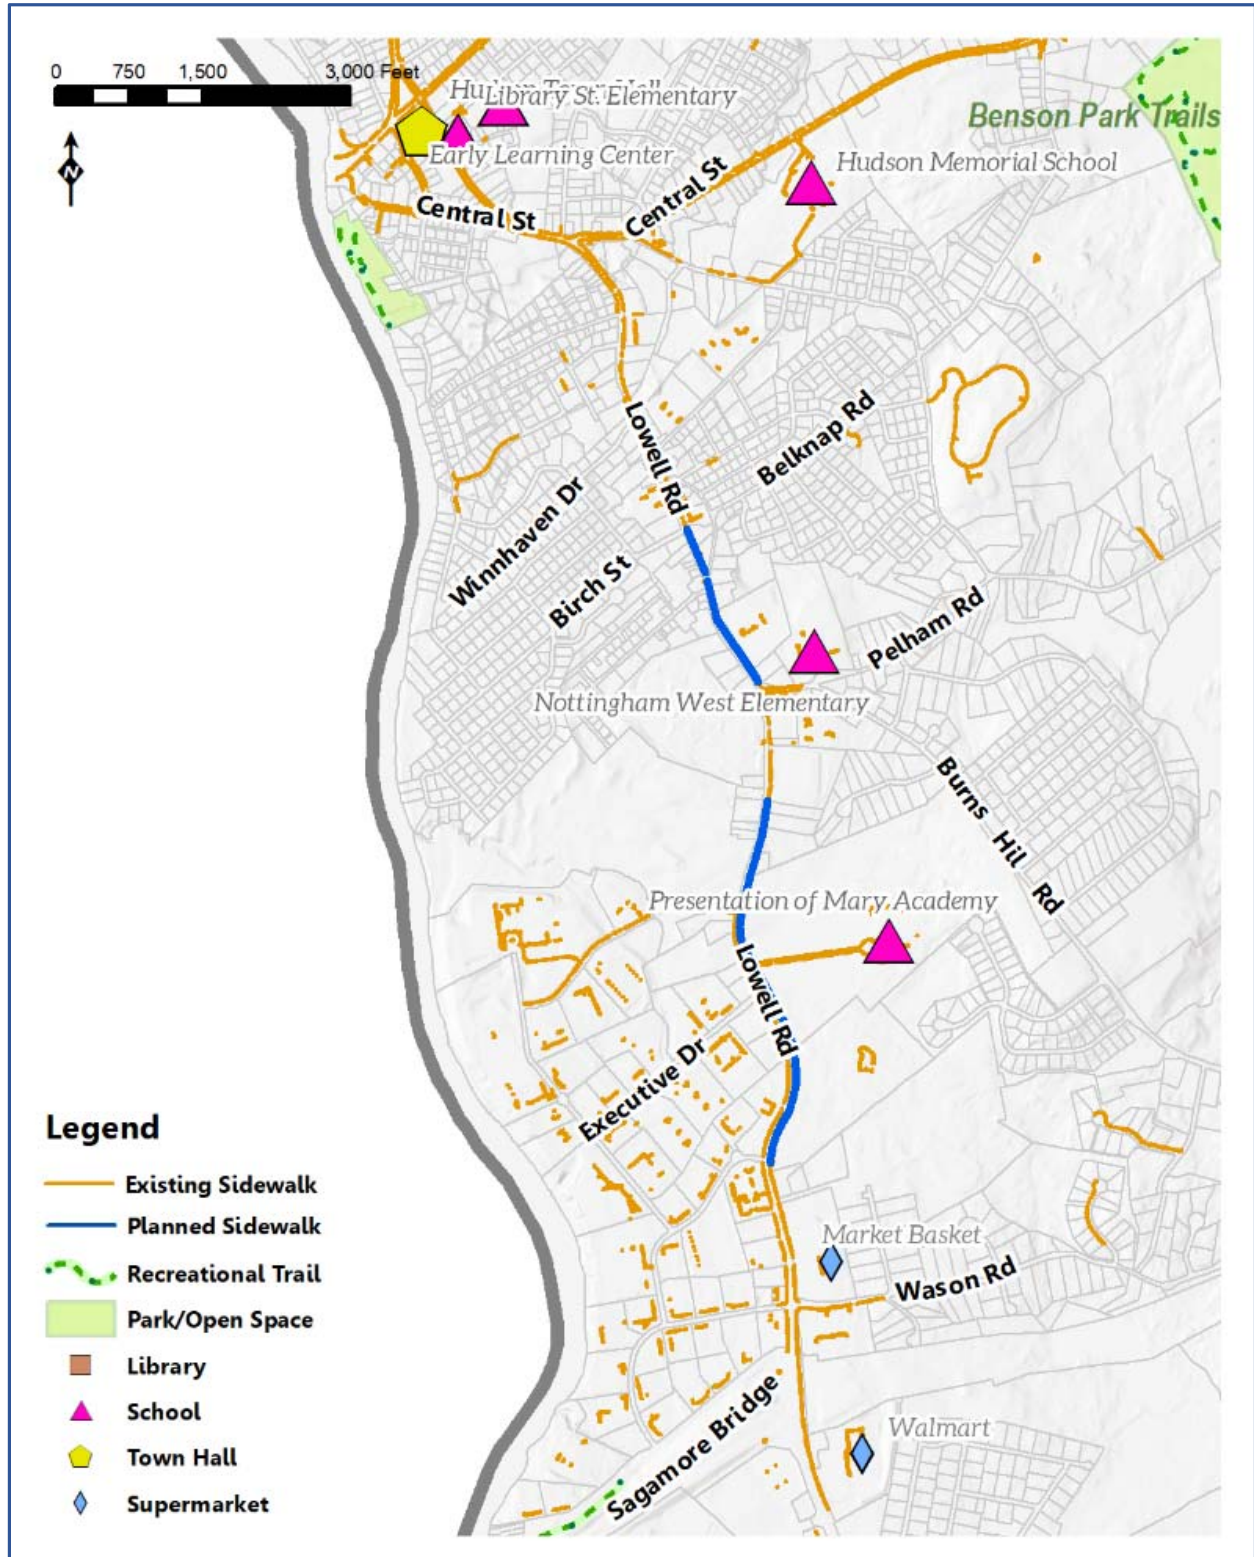 0 750 1,500 3,000 Feet
N
Library St. Elementary
Early Learning Center
Benson Park Trails
Hudson Memorial School
Central St
Central St
Lowell Rd
Belknap Rd
Winnhaven Dr
Birch St
Pelham Rd
Nottingham West Elementary
Burns Hil Rd
Presentation of Mary Academy
Lowell Rd
Executive Dr
Market Basket
Wason Rd
Sagamore Bridge
Walmart
Legend
Existing Sidewalk
Planned Sidewalk
Recreational Trail
Park/Open Space
Library
School
Town Hall
Supermarket